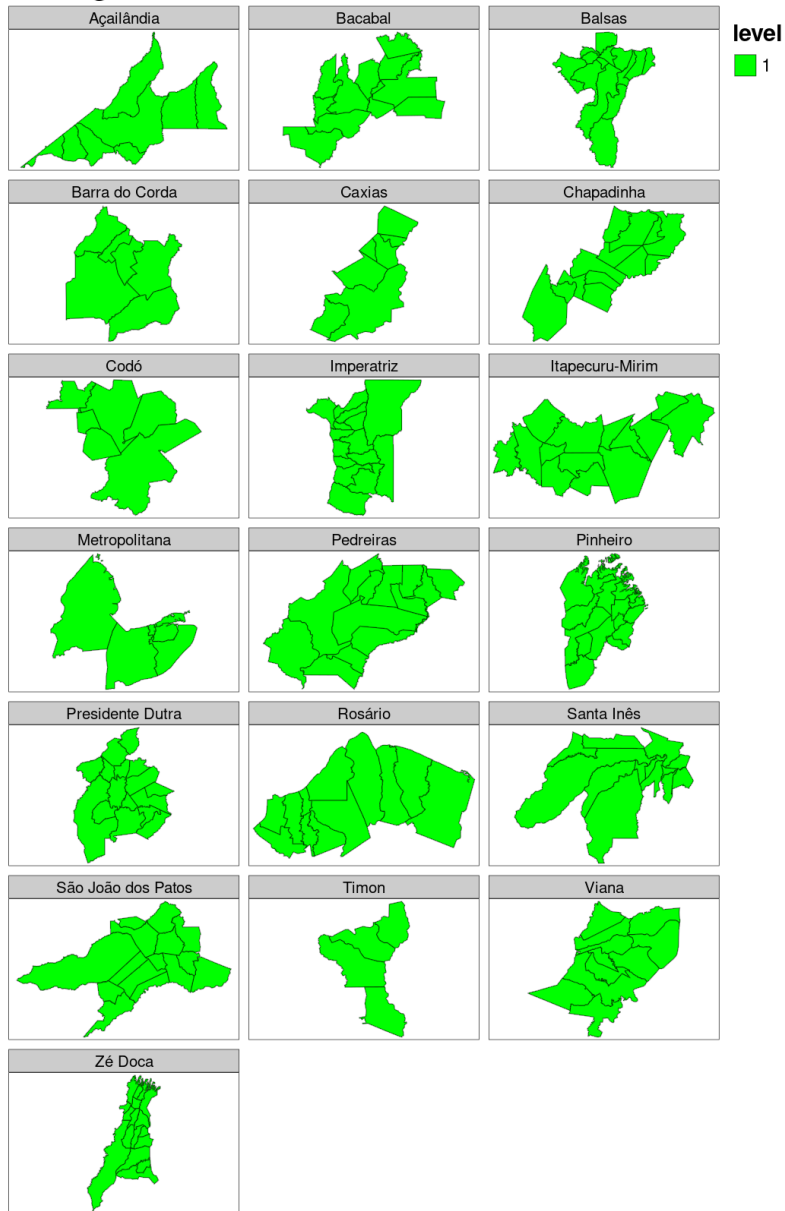 Açailândia
Bacabal
Balsas
level
1
Barra do Corda
Caxias
Chapadinha
Codó
Imperatriz
Itapecuru-Mirim
Metropolitana
Pedreiras
Pinheiro
Presidente Dutra
Rosário
Santa Inês
São João dos Patos
Timon
Viana
Zé Doca